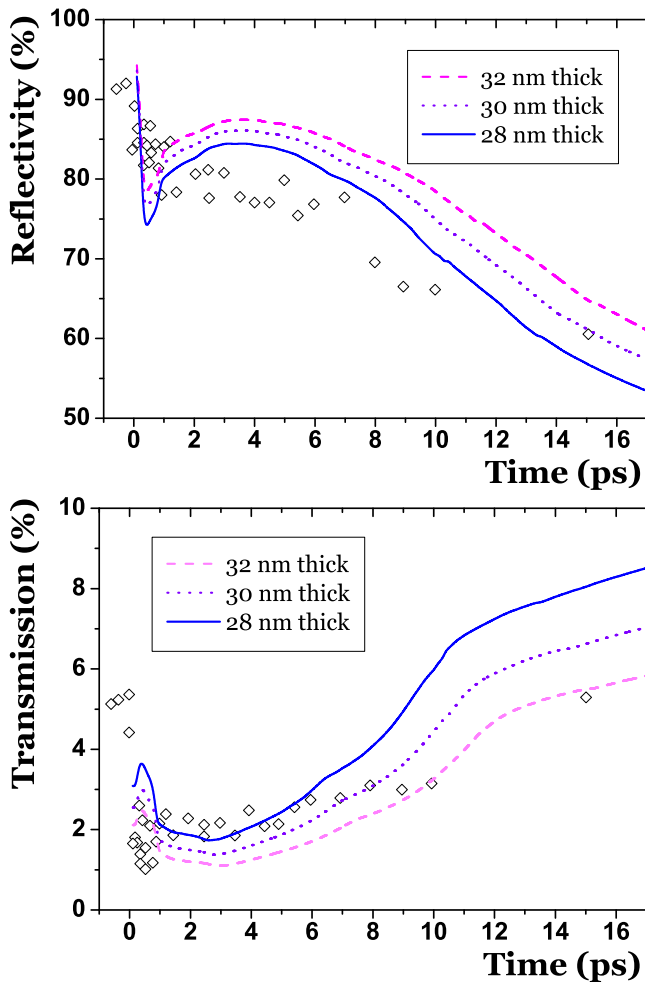 Reflectivity (%)
100
90
80
70
60
50
32 nm thick
30 nm thick
28 nm thick
0 2 4 6 8 10 12 14 16
Time (ps)
Transmission (%)
10
8
6
4
2
0
32 nm thick
30 nm thick
28 nm thick
0 2 4 6 8 10 12 14 16
Time (ps)